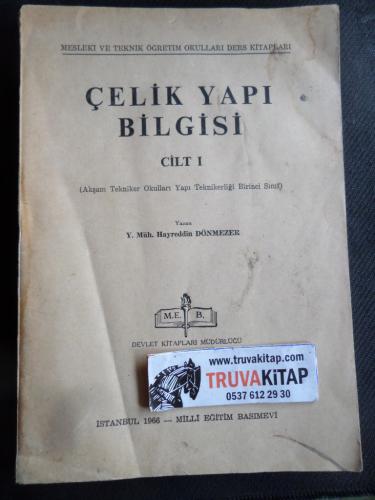 MESLEKİ VE TEKNİK ÖĞRETİM OKULLARI DERS KİTAPLARI
ÇELİK YAPI
BİLGİSİ
CİLT I
(Akşam Tekniker Okulları Yapı Teknikerliği Birinci Sınıf)
Yazan
Y. Müh. Hayreddin DÖNMEZER
M.E. B.
DEVLET KİTAPLARI MÜDÜRLÜĞÜ
www.truvakitap.com
TRUVAKİTAP
0537 612 29 30
İSTANBUL 1966 — MİLLÎ EĞİTİM BASIMEVİ